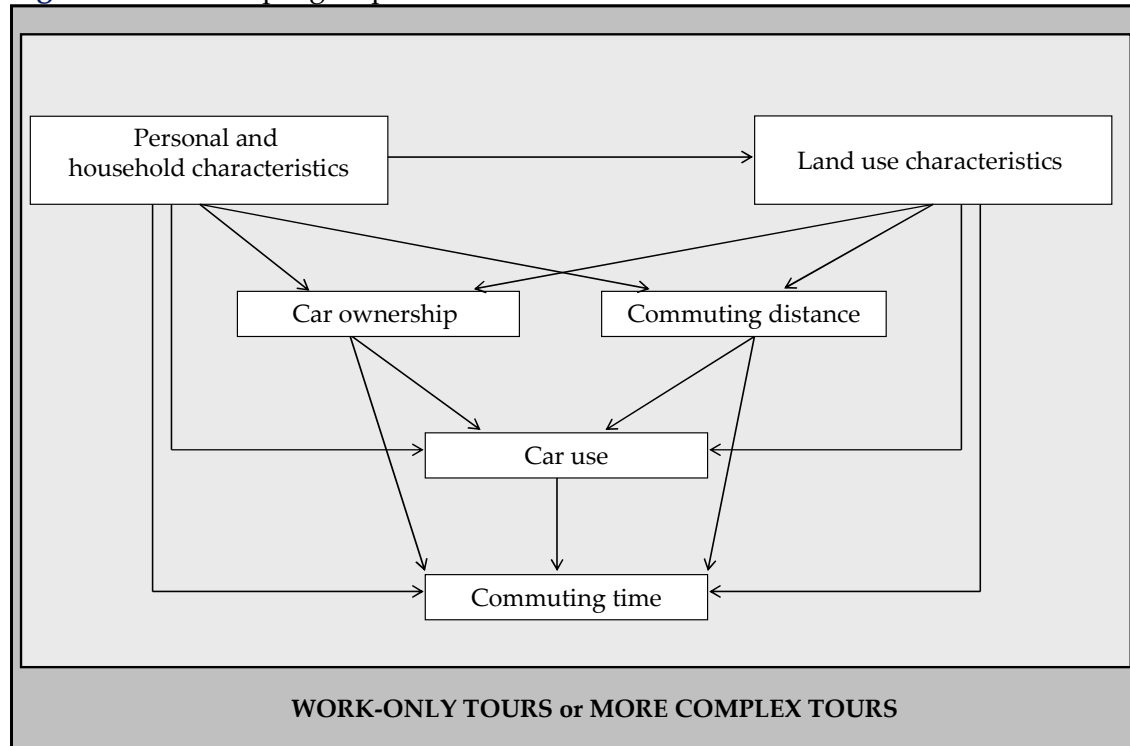 Personal and
household characteristics
Land use characteristics
Car ownership
Commuting distance
Car use
Commuting time
WORK-ONLY TOURS or MORE COMPLEX TOURS